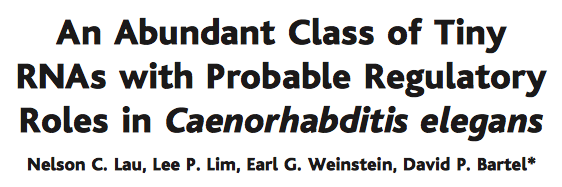 An Abundant Class of Tiny
RNAs with Probable Regulatory
Roles in Caenorhabditis elegans
Nelson C. Lau, Lee P. Lim, Earl G. Weinstein, David P. Bartel*